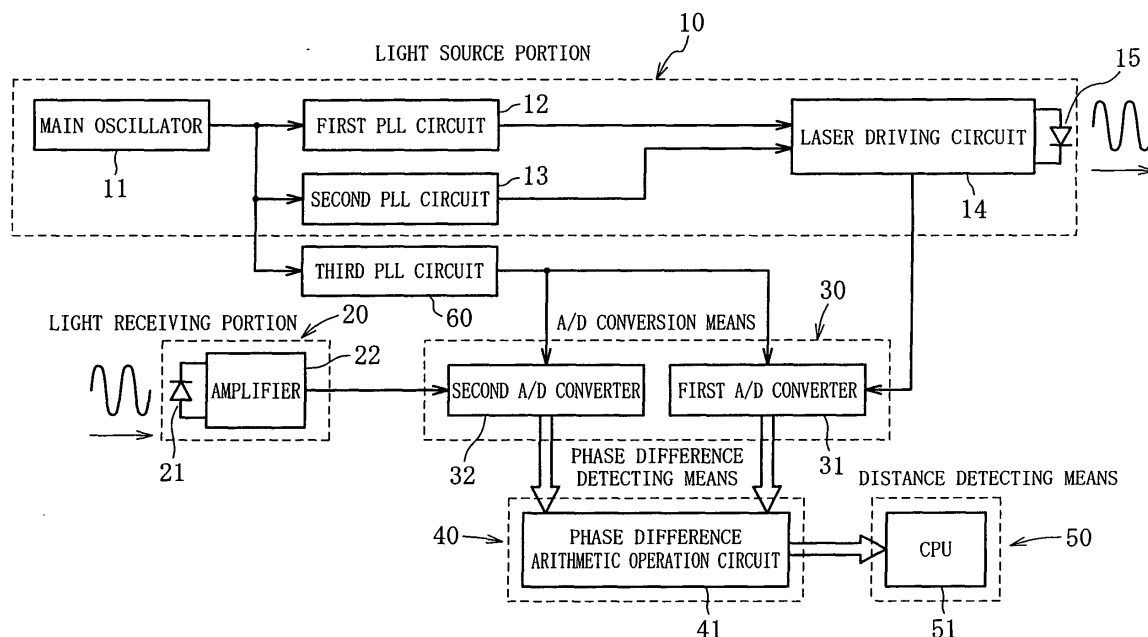 10
LIGHT SOURCE PORTION
15
12
MAIN OSCILLATOR
FIRST PLL CIRCUIT
LASER DRIVING CIRCUIT
11
13
SECOND PLL CIRCUIT
14
THIRD PLL CIRCUIT
60
30
LIGHT RECEIVING PORTION
20
A/D CONVERSION MEANS
22
AMPLIFIER
SECOND A/D CONVERTER
FIRST A/D CONVERTER
21
32
31
PHASE DIFFERENCE
DETECTING MEANS
DISTANCE DETECTING MEANS
40
PHASE DIFFERENCE
ARITHMETIC OPERATION CIRCUIT
CPU
50
41
51